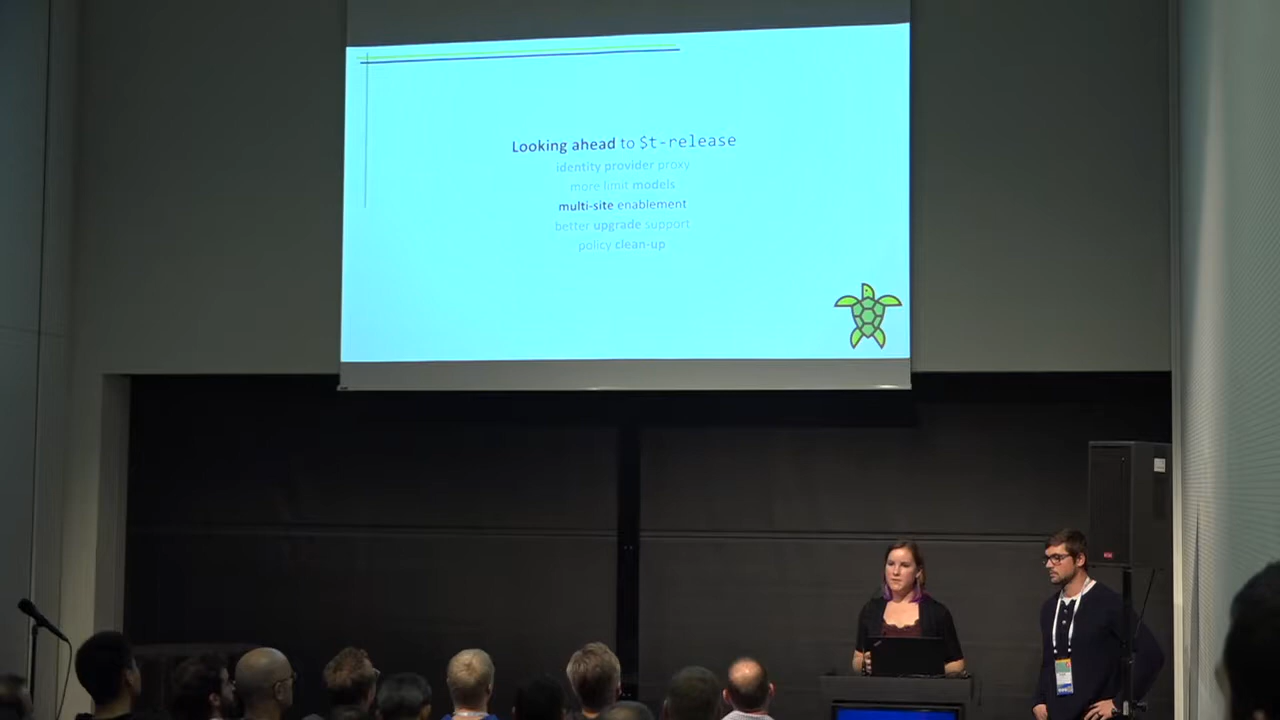 Looking ahead to $t-release
identity provider proxy
more limit models
multi-site enablement
better upgrade support
policy clean-up